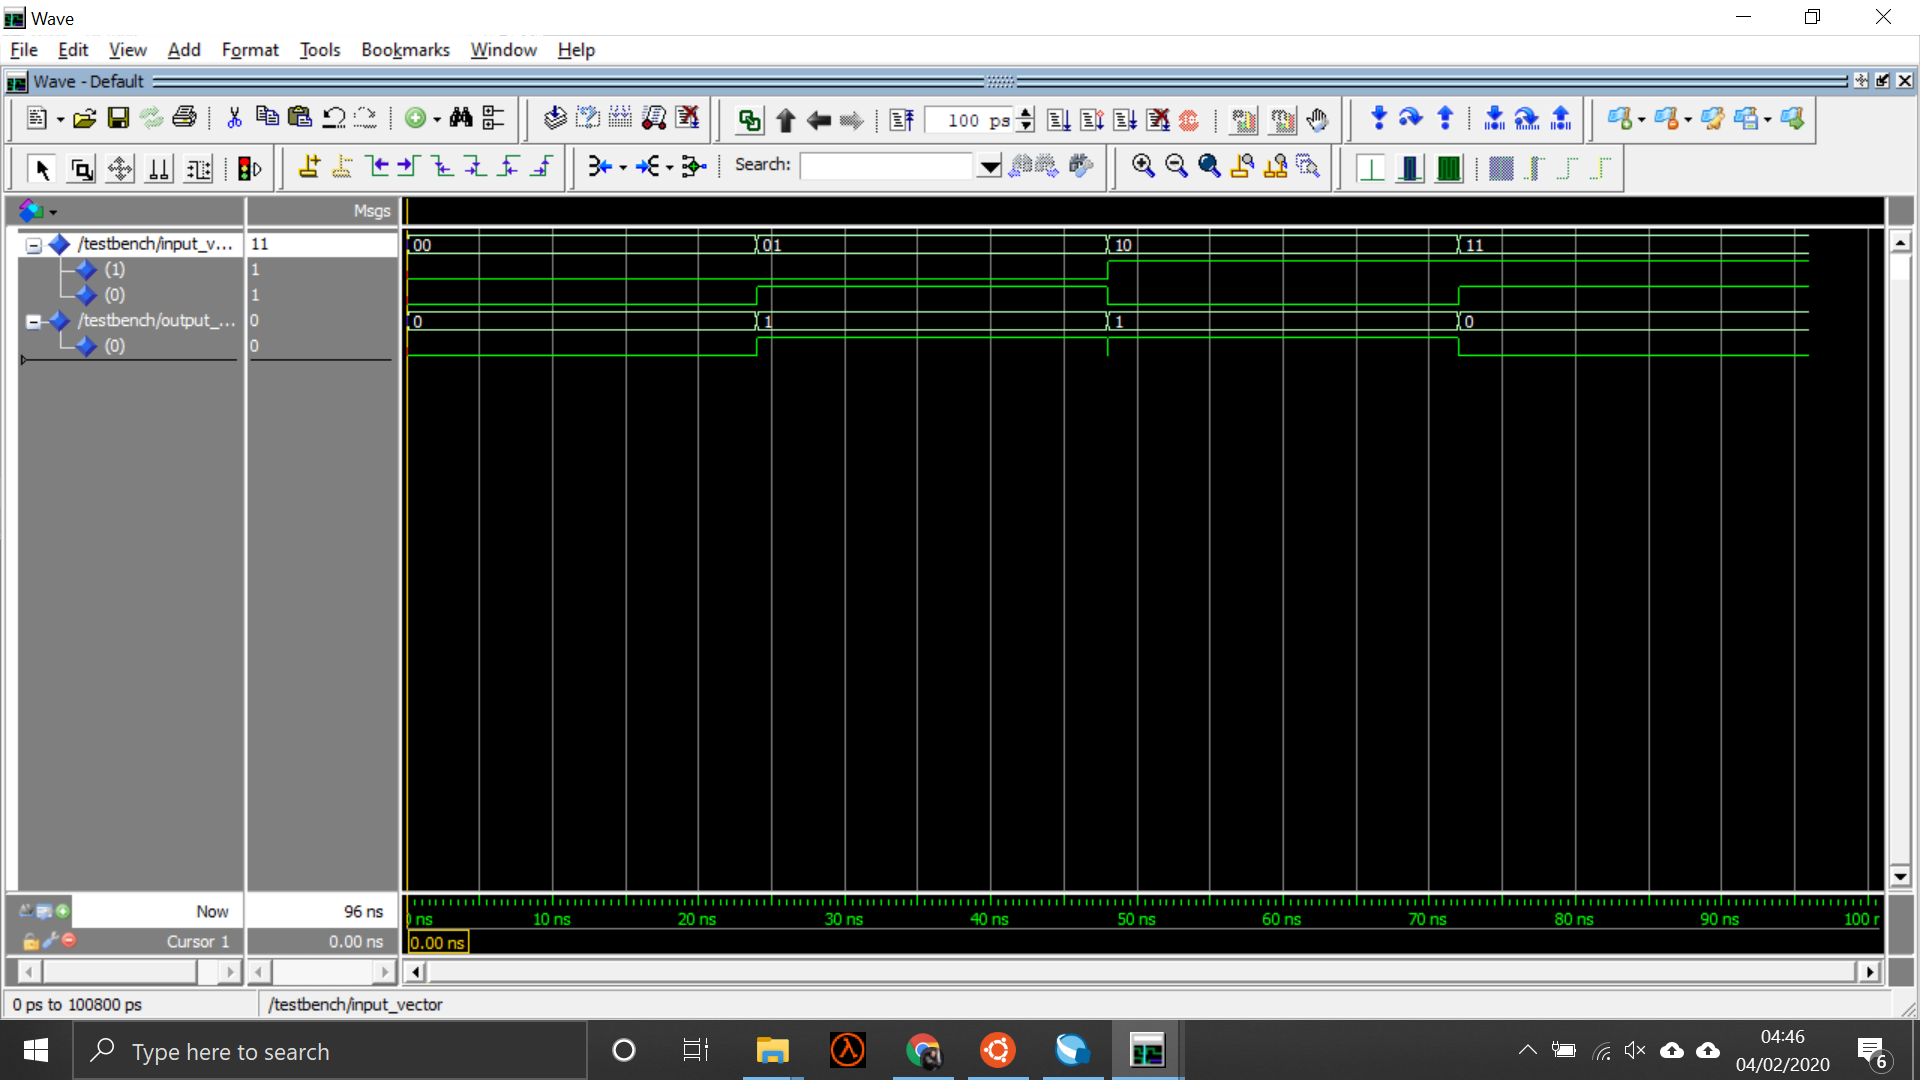 Wave
File Edit View Add Format Tools Bookmarks Window Help
Wave - Default
100 ps
Search:
Msgs
/testbench/input_v... 11 00 01 10 11
(1) 1
(0) 1
/testbench/output_... 0 0 1 1 0
(0) 0
Now 96 ns ns 10 ns 20 ns 30 ns 40 ns 50 ns 60 ns 70 ns 80 ns 90 ns 100 r
Cursor 1 0.00 ns 0.00 ns
0 ps to 100800 ps /testbench/input_vector
Type here to search
04:46
04/02/2020
6